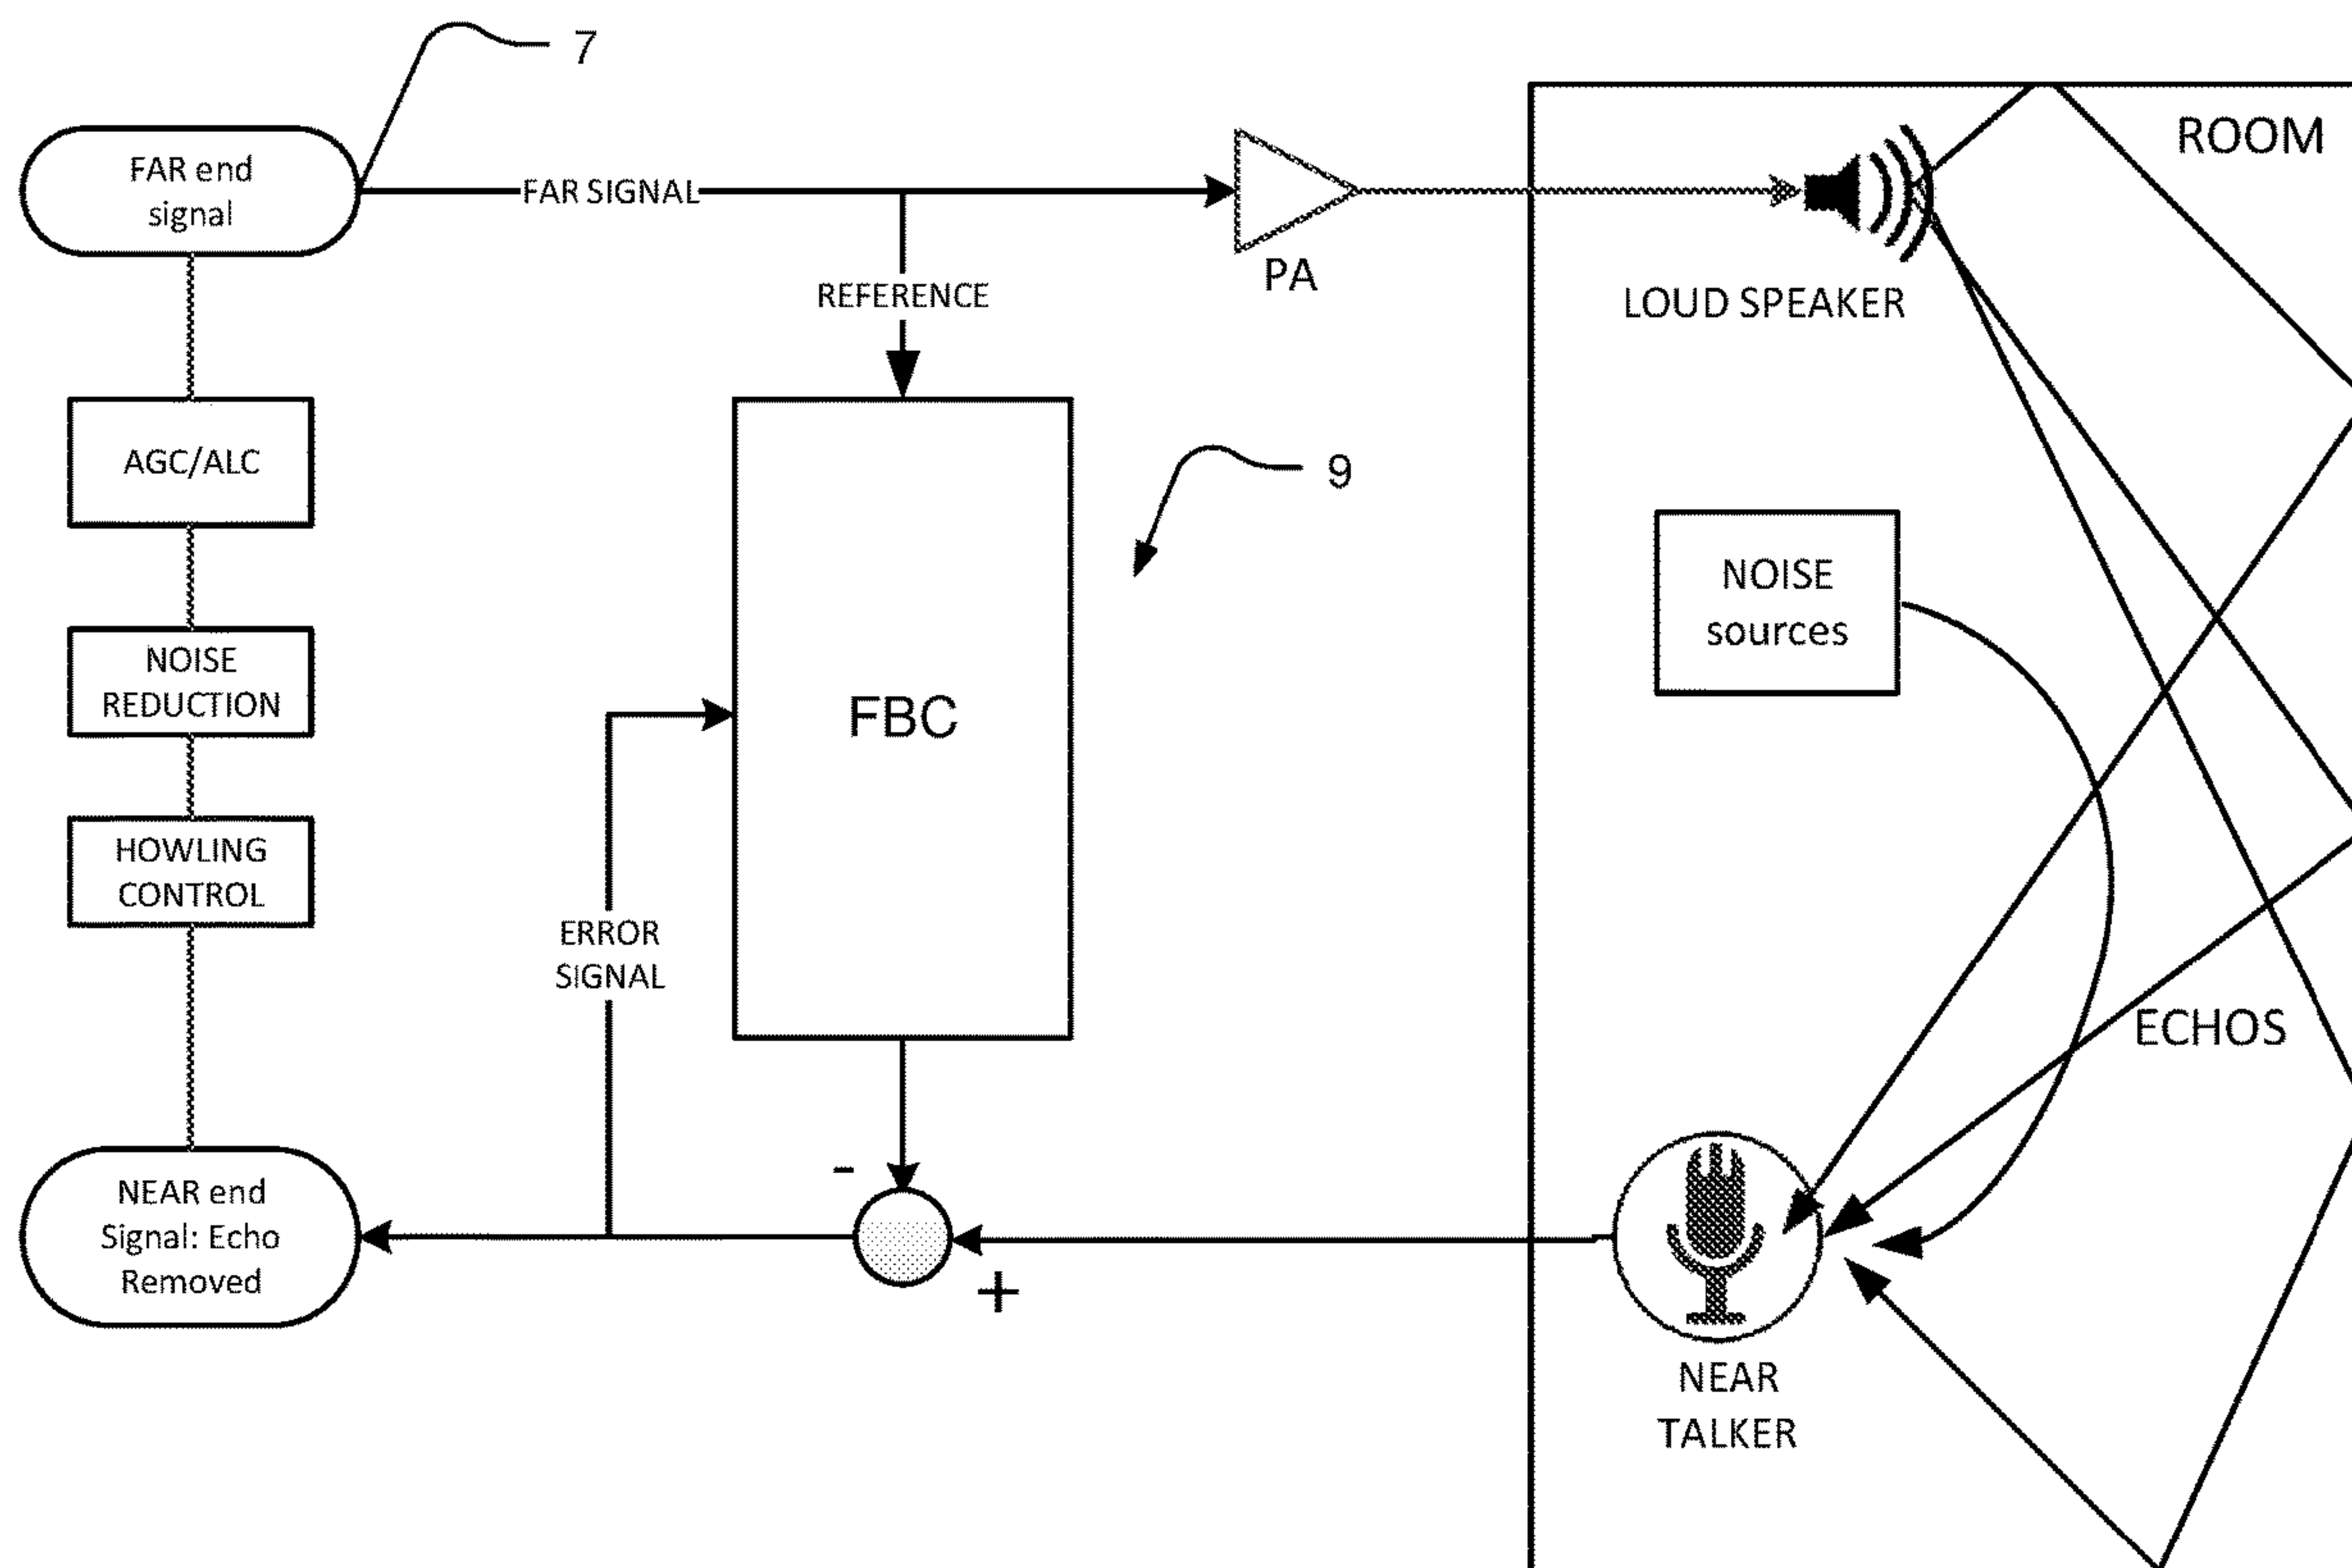 7
FAR end
signal
FAR SIGNAL
ROOM
PA
REFERENCE
LOUD SPEAKER
AGC/ALC
9
NOISE
sources
NOISE
REDUCTION
FBC
HOWLING
CONTROL
ERROR
SIGNAL
ECHOS
-
NEAR end
Signal: Echo
Removed
+
NEAR
TALKER